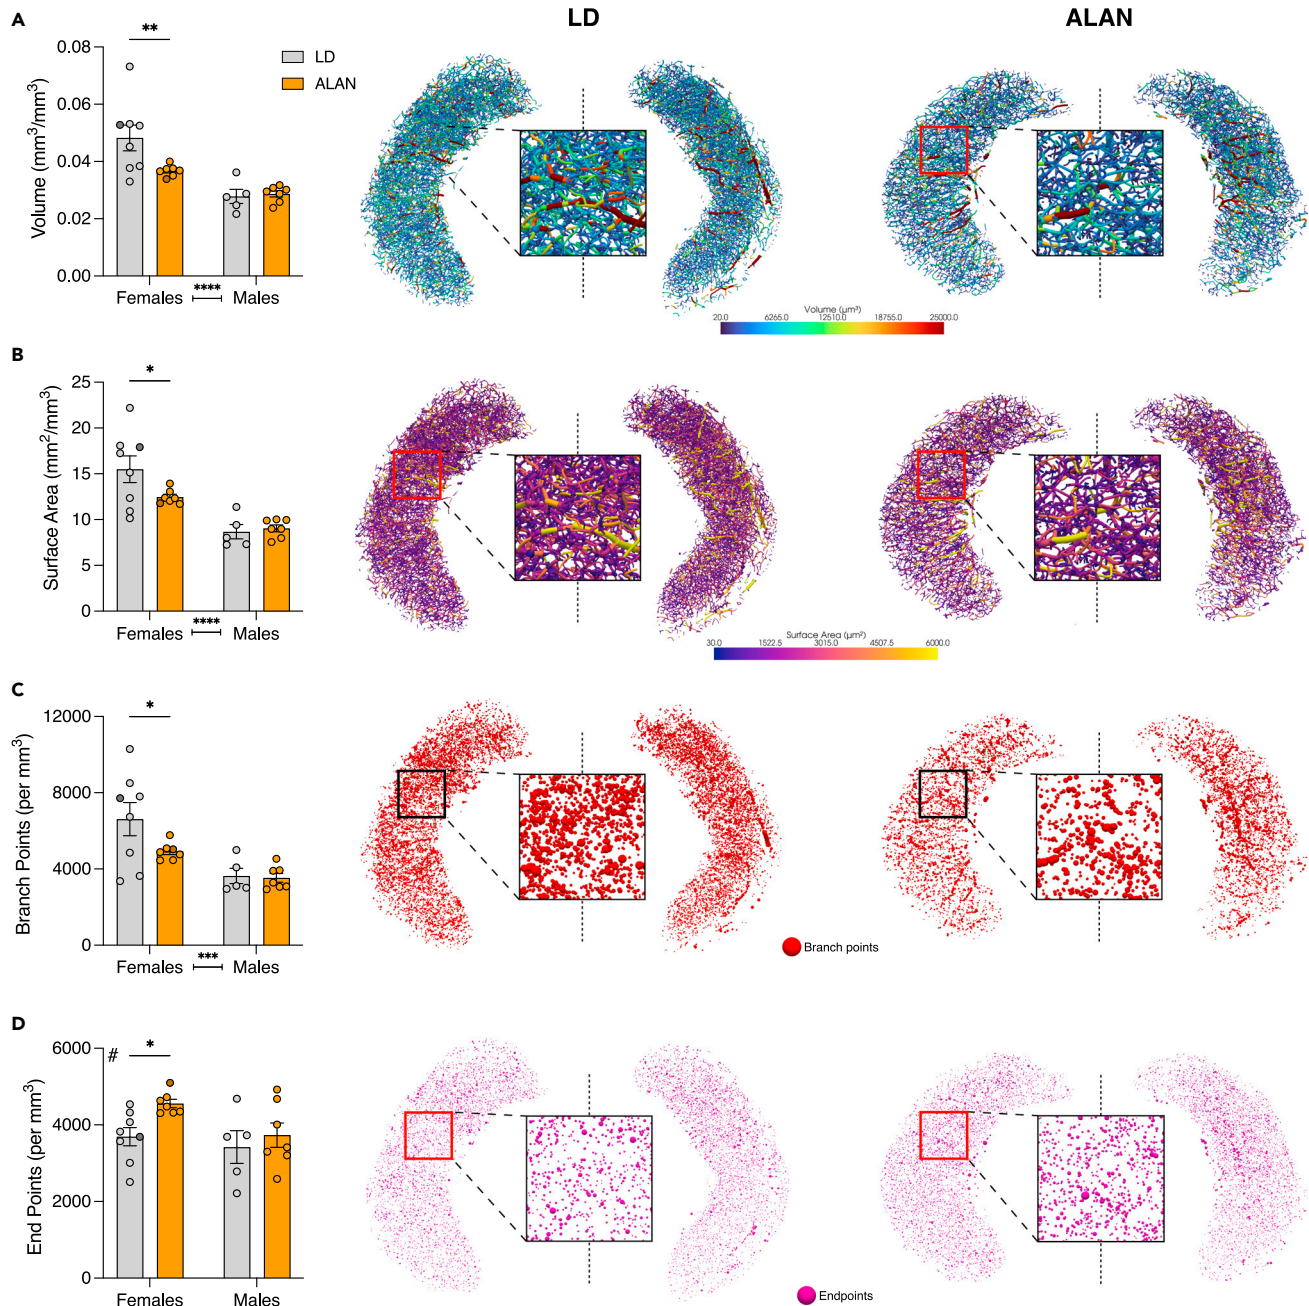 LD
ALAN
A
**
0.08
0.06
0.04
0.02
0.00
Volume (mm³/mm³)
LD
ALAN
Females
****
Males
Volume (µm³)
20.0
6265.0
12510.0
18755.0
25000.0
B
*
25
20
15
10
5
0
Surface Area (mm²/mm³)
Females
****
Males
Surface Area (µm²)
30.0
1522.5
3015.0
4507.5
6000.0
C
*
12000
8000
4000
0
Branch Points (per mm³)
Females
***
Males
Branch points
D
#
*
6000
4000
2000
0
End Points (per mm³)
Females
Males
Endpoints